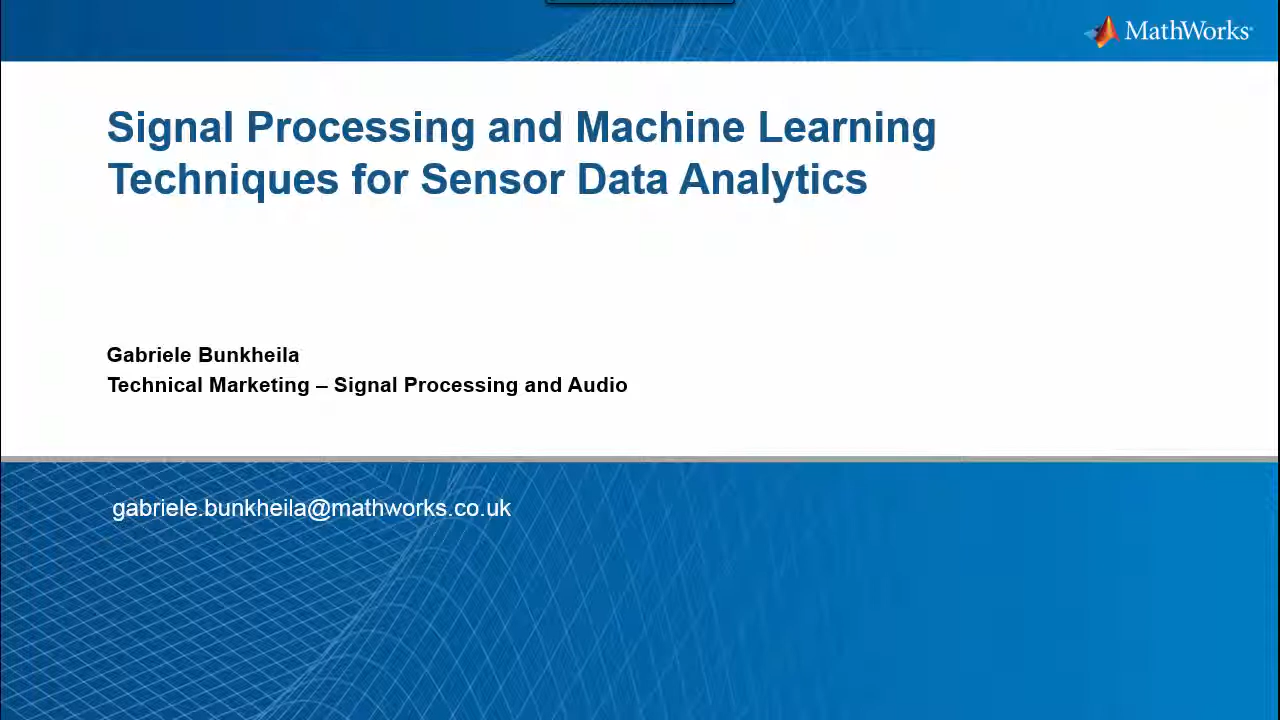 MathWorks®
Signal Processing and Machine Learning
Techniques for Sensor Data Analytics
Gabriele Bunkheila
Technical Marketing – Signal Processing and Audio
gabriele.bunkheila@mathworks.co.uk